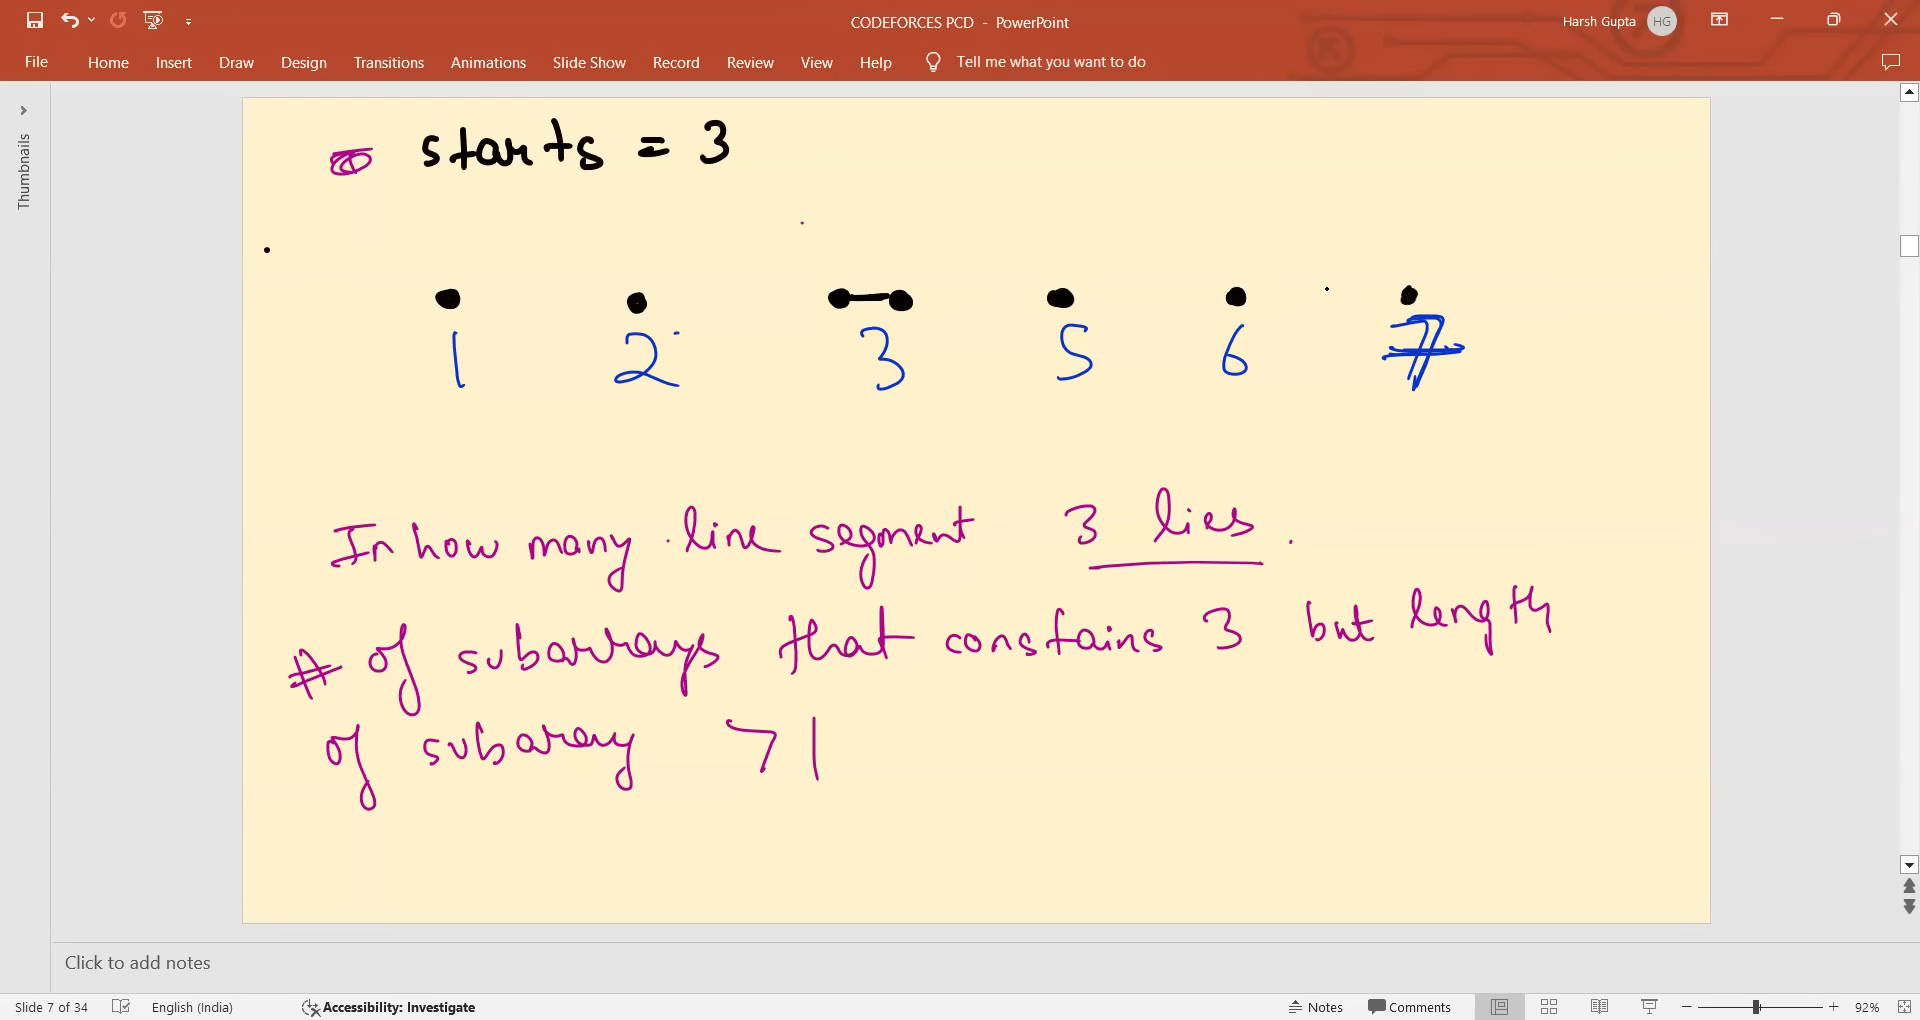 CODEFORCES PCD - PowerPoint
Harsh Gupta HG
File Home Insert Draw Design Transitions Animations Slide Show Record Review View Help Tell me what you want to do
Thumbnails
starts = 3
1 2 3 5 6 7
In how many line segment 3 lies.
# of subarrays that constains 3 but length
of subaray > 1
Click to add notes
Slide 7 of 34 English (India) Accessibility: Investigate Notes Comments 92%